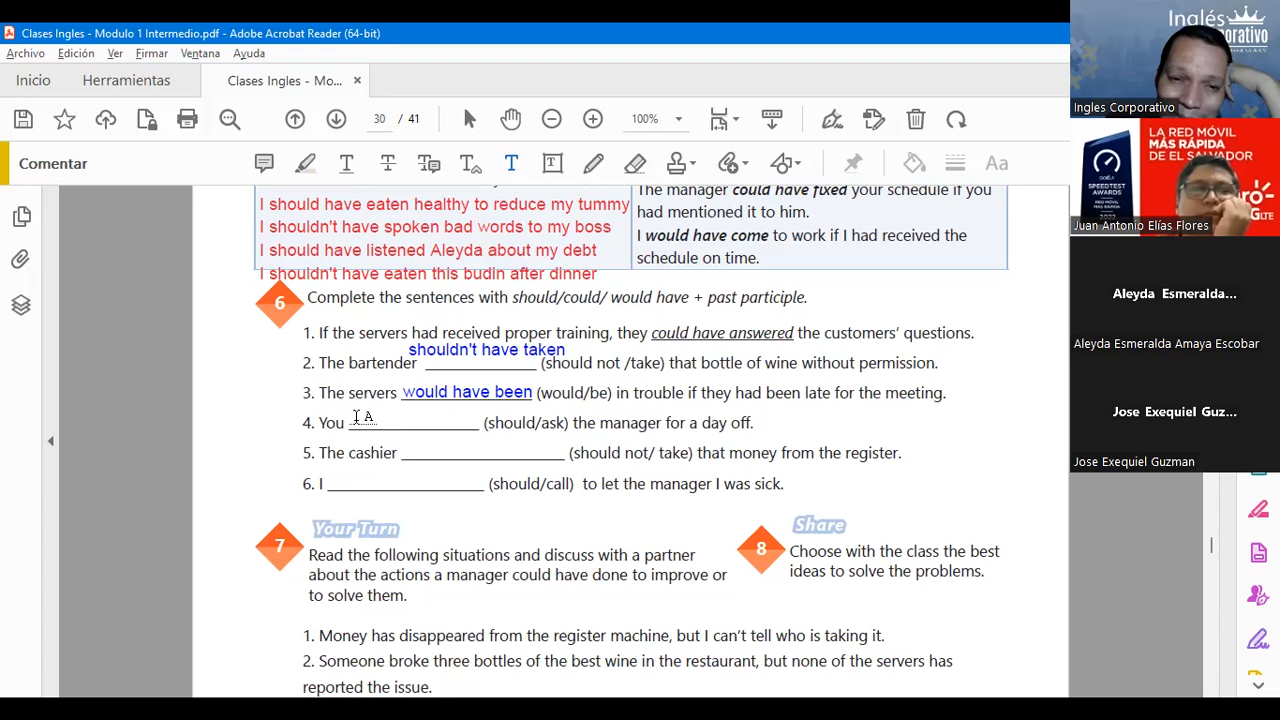 Clases Ingles - Modulo 1 Intermedio.pdf - Adobe Acrobat Reader (64-bit)
Archivo Edición Ver Firmar Ventana Ayuda
Inicio Herramientas Clases Ingles - Mo... ×
30 / 41 100%
Comentar
I should have eaten healthy to reduce my tummy
I shouldn't have spoken bad words to my boss
I should have listened Aleyda about my debt
I shouldn't have eaten this budin after dinner
The manager could have fixed your schedule if you
had mentioned it to him.
I would have come to work if I had received the
schedule on time.
6 Complete the sentences with should/could/ would have + past participle.
1. If the servers had received proper training, they could have answered the customers' questions.
shouldn't have taken
2. The bartender ______________ (should not /take) that bottle of wine without permission.
3. The servers would have been (would/be) in trouble if they had been late for the meeting.
4. You ________________ (should/ask) the manager for a day off.
5. The cashier ____________________ (should not/ take) that money from the register.
6. I ___________________ (should/call) to let the manager I was sick.
7 Your Turn
Read the following situations and discuss with a partner
about the actions a manager could have done to improve or
to solve them.
8 Share
Choose with the class the best
ideas to solve the problems.
1. Money has disappeared from the register machine, but I can't tell who is taking it.
2. Someone broke three bottles of the best wine in the restaurant, but none of the servers has
reported the issue.
Inglés
Ingles Corporativo
LA RED MÓVIL
MÁS RÁPIDA
DE EL SALVADOR
SPEEDTEST
AWARDS
Juan Antonio Elías Flores
Aleyda Esmeralda...
Aleyda Esmeralda Amaya Escobar
Jose Exequiel Guz...
Jose Exequiel Guzman